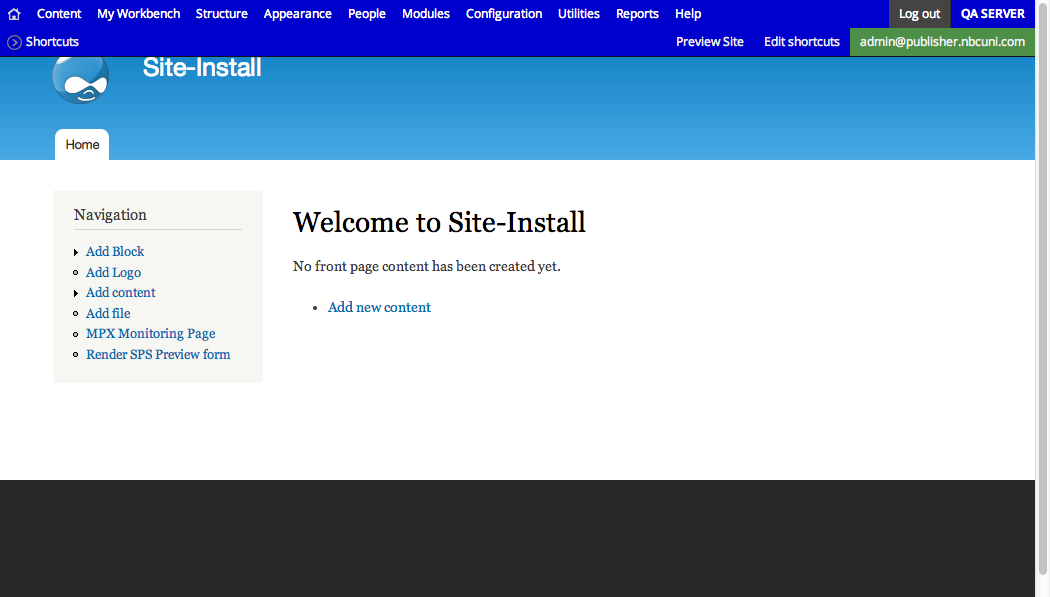 Content My Workbench Structure Appearance People Modules Configuration Utilities Reports Help Log out QA SERVER
Shortcuts Preview Site Edit shortcuts admin@publisher.nbcuni.com
Site-Install
Home
Navigation
Add Block
Add Logo
Add content
Add file
MPX Monitoring Page
Render SPS Preview form
Welcome to Site-Install
No front page content has been created yet.
Add new content